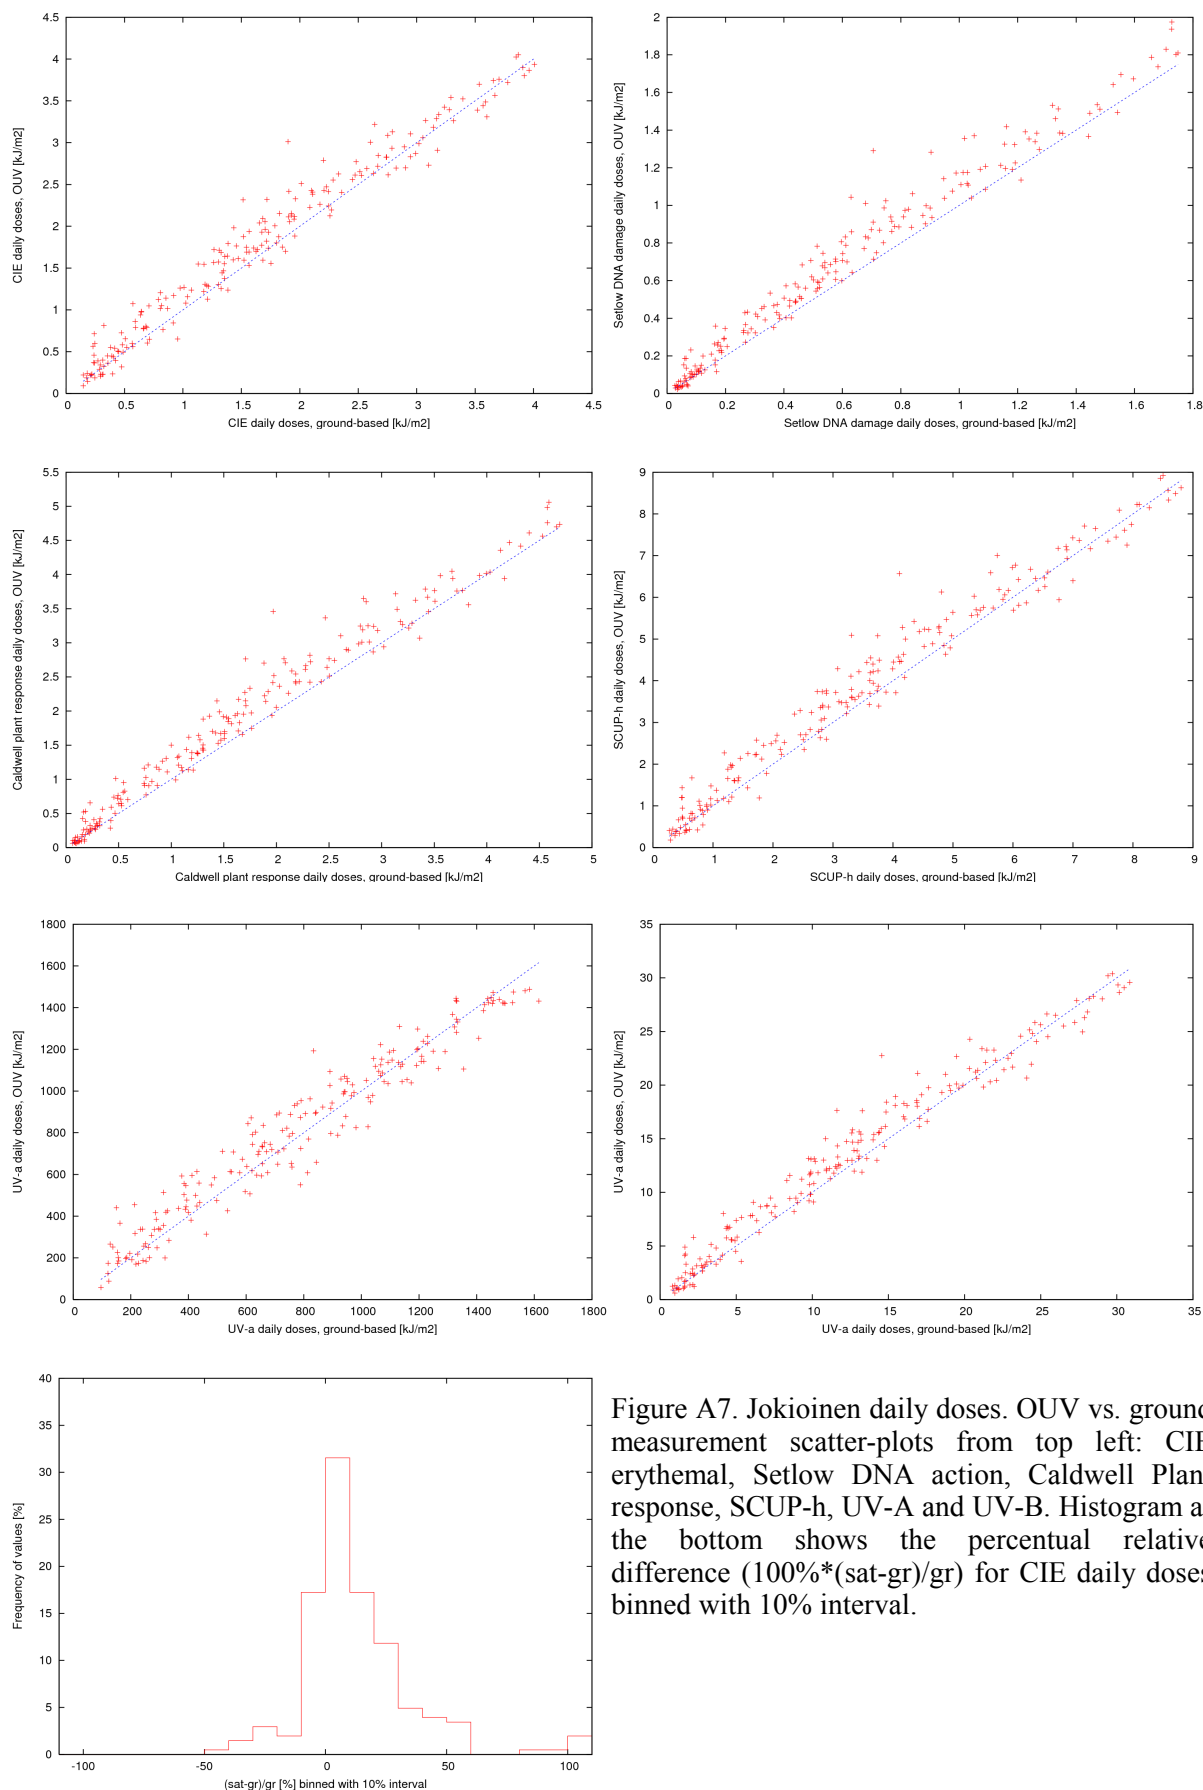 4.5
4
3.5
3
2.5
2
1.5
1
0.5
0
0 0.5 1 1.5 2 2.5 3 3.5 4 4.5
CIE daily doses, OUV [kJ/m2]
CIE daily doses, ground-based [kJ/m2]
2
1.8
1.6
1.4
1.2
1
0.8
0.6
0.4
0.2
0
0 0.2 0.4 0.6 0.8 1 1.2 1.4 1.6 1.8
Setlow DNA damage daily doses, OUV [kJ/m2]
Setlow DNA damage daily doses, ground-based [kJ/m2]
5.5
5
4.5
4
3.5
3
2.5
2
1.5
1
0.5
0
0 0.5 1 1.5 2 2.5 3 3.5 4 4.5 5
Caldwell plant response daily doses, OUV [kJ/m2]
Caldwell plant response daily doses, ground-based [kJ/m2]
9
8
7
6
5
4
3
2
1
0
0 1 2 3 4 5 6 7 8 9
SCUP-h daily doses, OUV [kJ/m2]
SCUP-h daily doses, ground-based [kJ/m2]
1800
1600
1400
1200
1000
800
600
400
200
0
0 200 400 600 800 1000 1200 1400 1600 1800
UV-a daily doses, OUV [kJ/m2]
UV-a daily doses, ground-based [kJ/m2]
35
30
25
20
15
10
5
0
0 5 10 15 20 25 30 35
UV-a daily doses, OUV [kJ/m2]
UV-a daily doses, ground-based [kJ/m2]
40
35
30
25
20
15
10
5
0
-100 -50 0 50 100
Frequency of values [%]
(sat-gr)/gr [%] binned with 10% interval
Figure A7. Jokioinen daily doses. OUV vs. ground
measurement scatter-plots from top left: CIE
erythemal, Setlow DNA action, Caldwell Plan
response, SCUP-h, UV-A and UV-B. Histogram a
the bottom shows the percentual relative
difference (100%*(sat-gr)/gr) for CIE daily doses
binned with 10% interval.